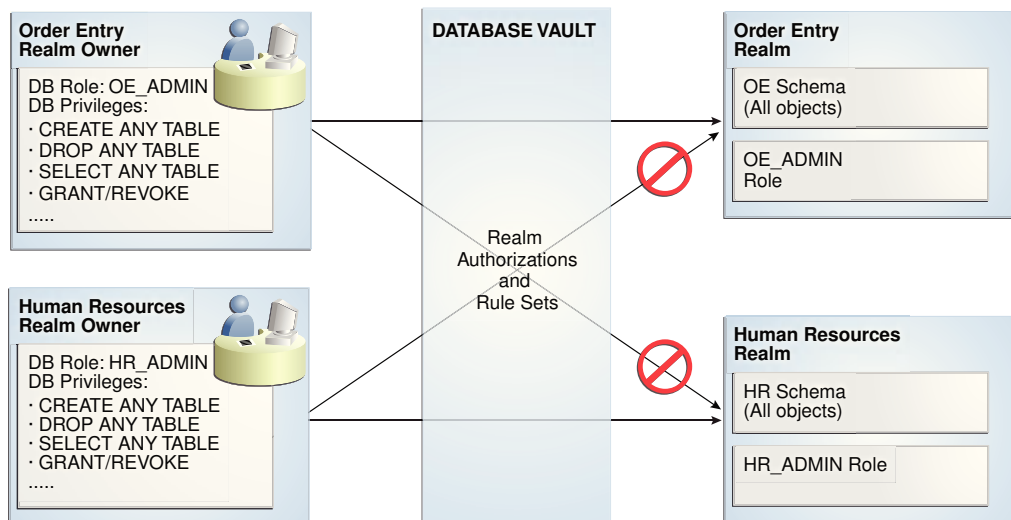 Order Entry
Realm Owner
DB Role: OE_ADMIN
DB Privileges:
· CREATE ANY TABLE
· DROP ANY TABLE
· SELECT ANY TABLE
· GRANT/REVOKE
.....
Human Resources
Realm Owner
DB Role: HR_ADMIN
DB Privileges:
· CREATE ANY TABLE
· DROP ANY TABLE
· SELECT ANY TABLE
· GRANT/REVOKE
.....
DATABASE VAULT
Realm
Authorizations
and
Rule Sets
Order Entry
Realm
OE Schema
(All objects)
OE_ADMIN
Role
Human Resources
Realm
HR Schema
(All objects)
HR_ADMIN Role